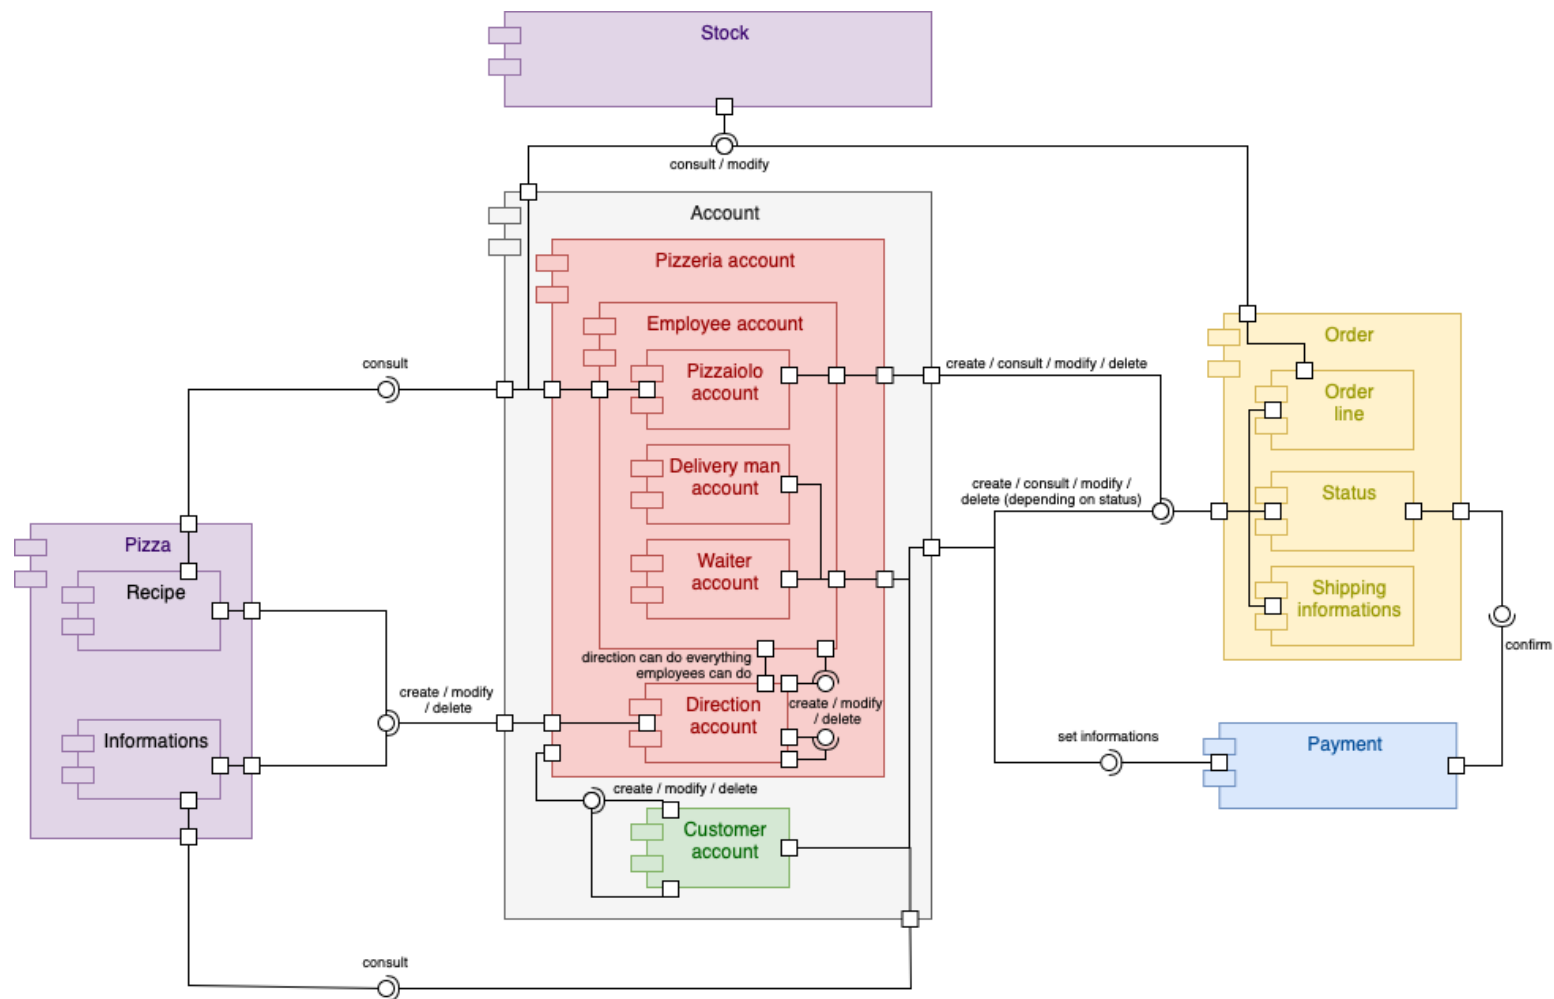 Stock
consult / modify
Account
Pizzeria account
Employee account
consult
Pizzaiolo
account
create / consult / modify / delete
Order
Order
line
Delivery man
account
create / consult / modify /
delete (depending on status)
Status
Pizza
Recipe
Waiter
account
Shipping
informations
confirm
direction can do everything
employees can do
create / modify
/ delete
Direction
account
create / modify
/ delete
Informations
set informations
Payment
create / modify / delete
Customer
account
consult